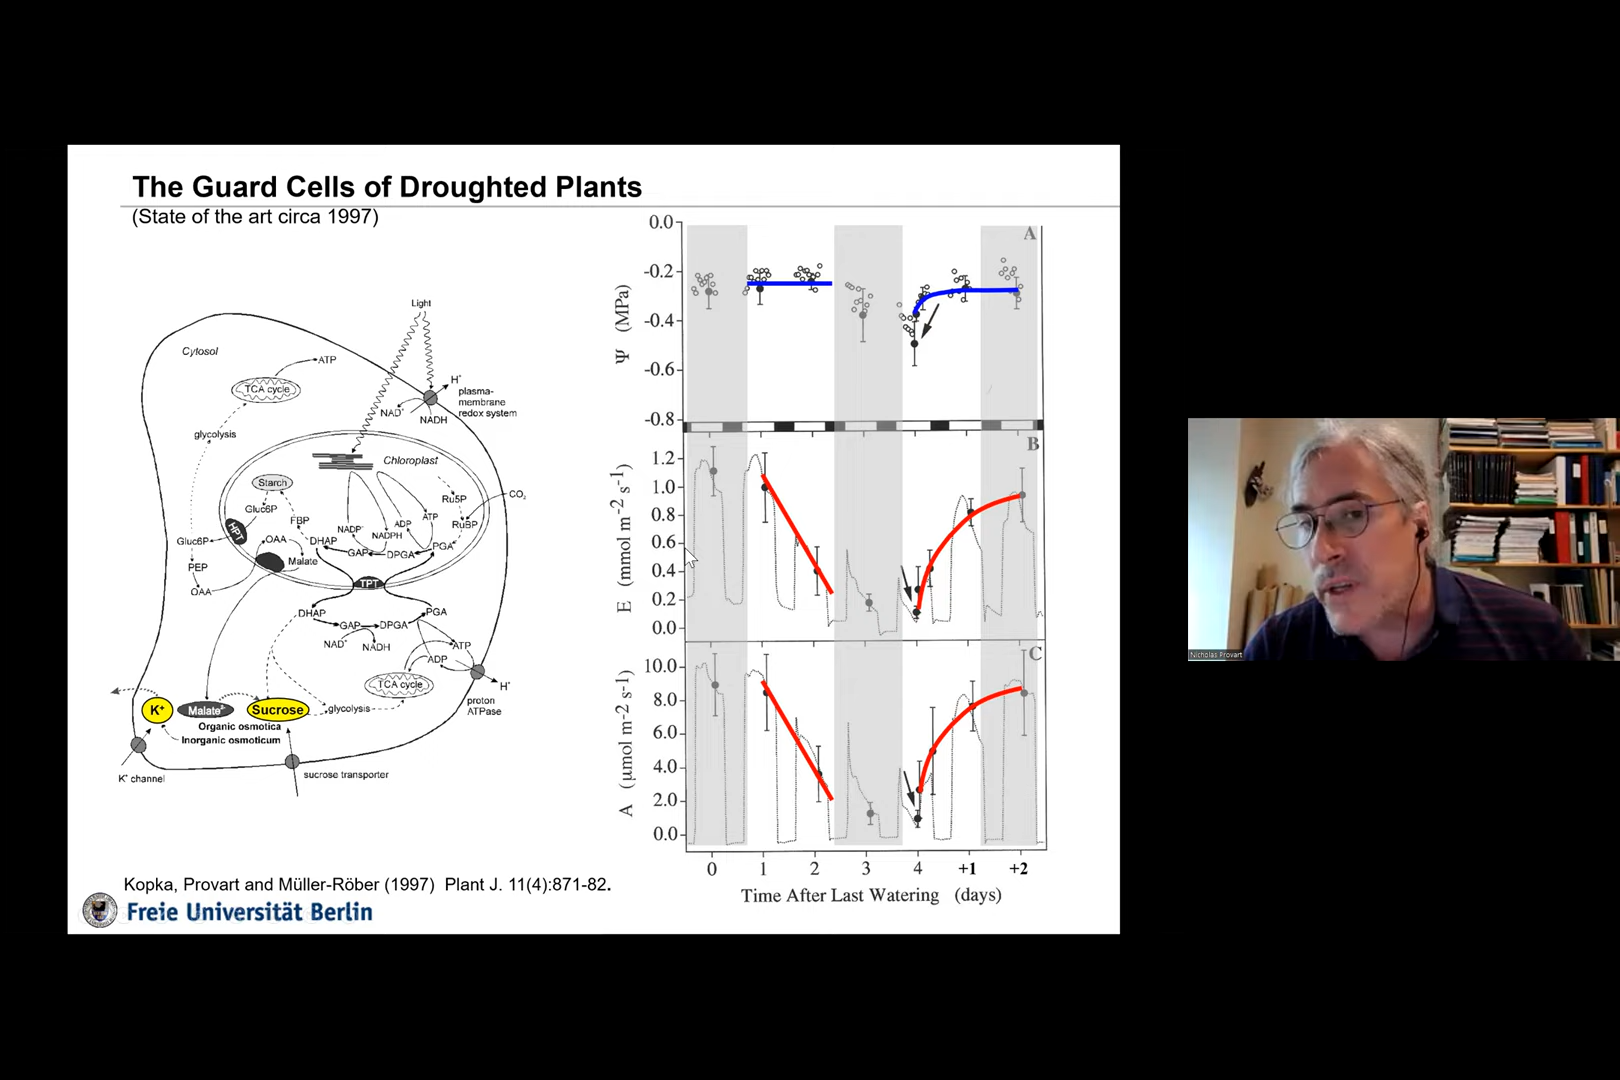 The Guard Cells of Droughted Plants
(State of the art circa 1997)
Light
Cytosol
ATP
TCA cycle
H+
plasma-
membrane
redox system
NAD+
NADH
glycolysis
Chloroplast
Starch
Gluc6P
FBP
Ru5P
CO2
RuBP
ATP
ADP
NADP+
NADPH
HPT
Gluc6P
OAA
DHAP
GAP
DPGA
PGA
Malate
PEP
OAA
TPT
DHAP
PGA
GAP
DPGA
NAD+
NADH
ATP
ADP
TCA cycle
H+
proton
ATPase
K+
Malate2-
Sucrose
glycolysis
Organic osmotica
Inorganic osmoticum
K+ channel
sucrose transporter
A
0.0
-0.2
-0.4
-0.6
-0.8
Ψ (MPa)
B
1.2
1.0
0.8
0.6
0.4
0.2
0.0
E (mmol m-2 s-1)
C
10.0
8.0
6.0
4.0
2.0
0.0
A (μmol m-2 s-1)
0 1 2 3 4 +1 +2
Time After Last Watering (days)
Kopka, Provart and Müller-Röber (1997) Plant J. 11(4):871-82.
Freie Universität Berlin
Nicholas Provart